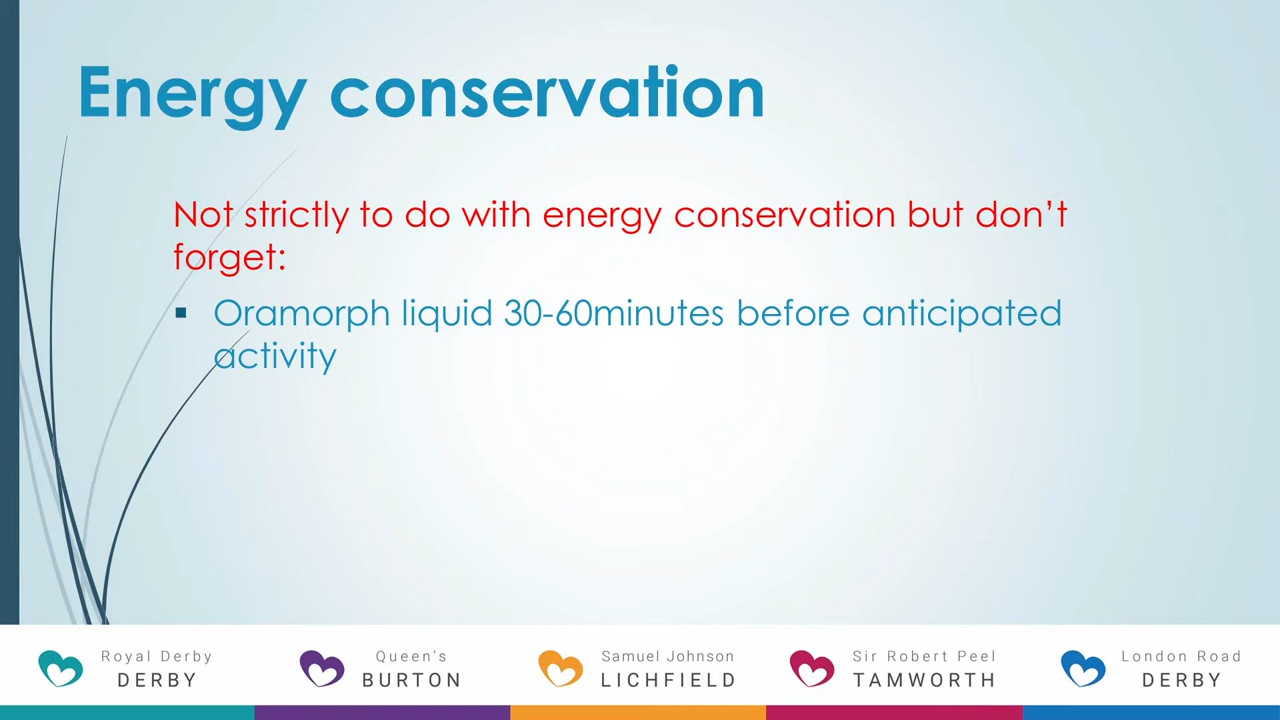 Energy conservation
Not strictly to do with energy conservation but don’t
forget:
▪ Oramorph liquid 30-60minutes before anticipated
activity
Royal Derby
DERBY
Queen’s
BURTON
Samuel Johnson
LICHFIELD
Sir Robert Peel
TAMWORTH
London Road
DERBY